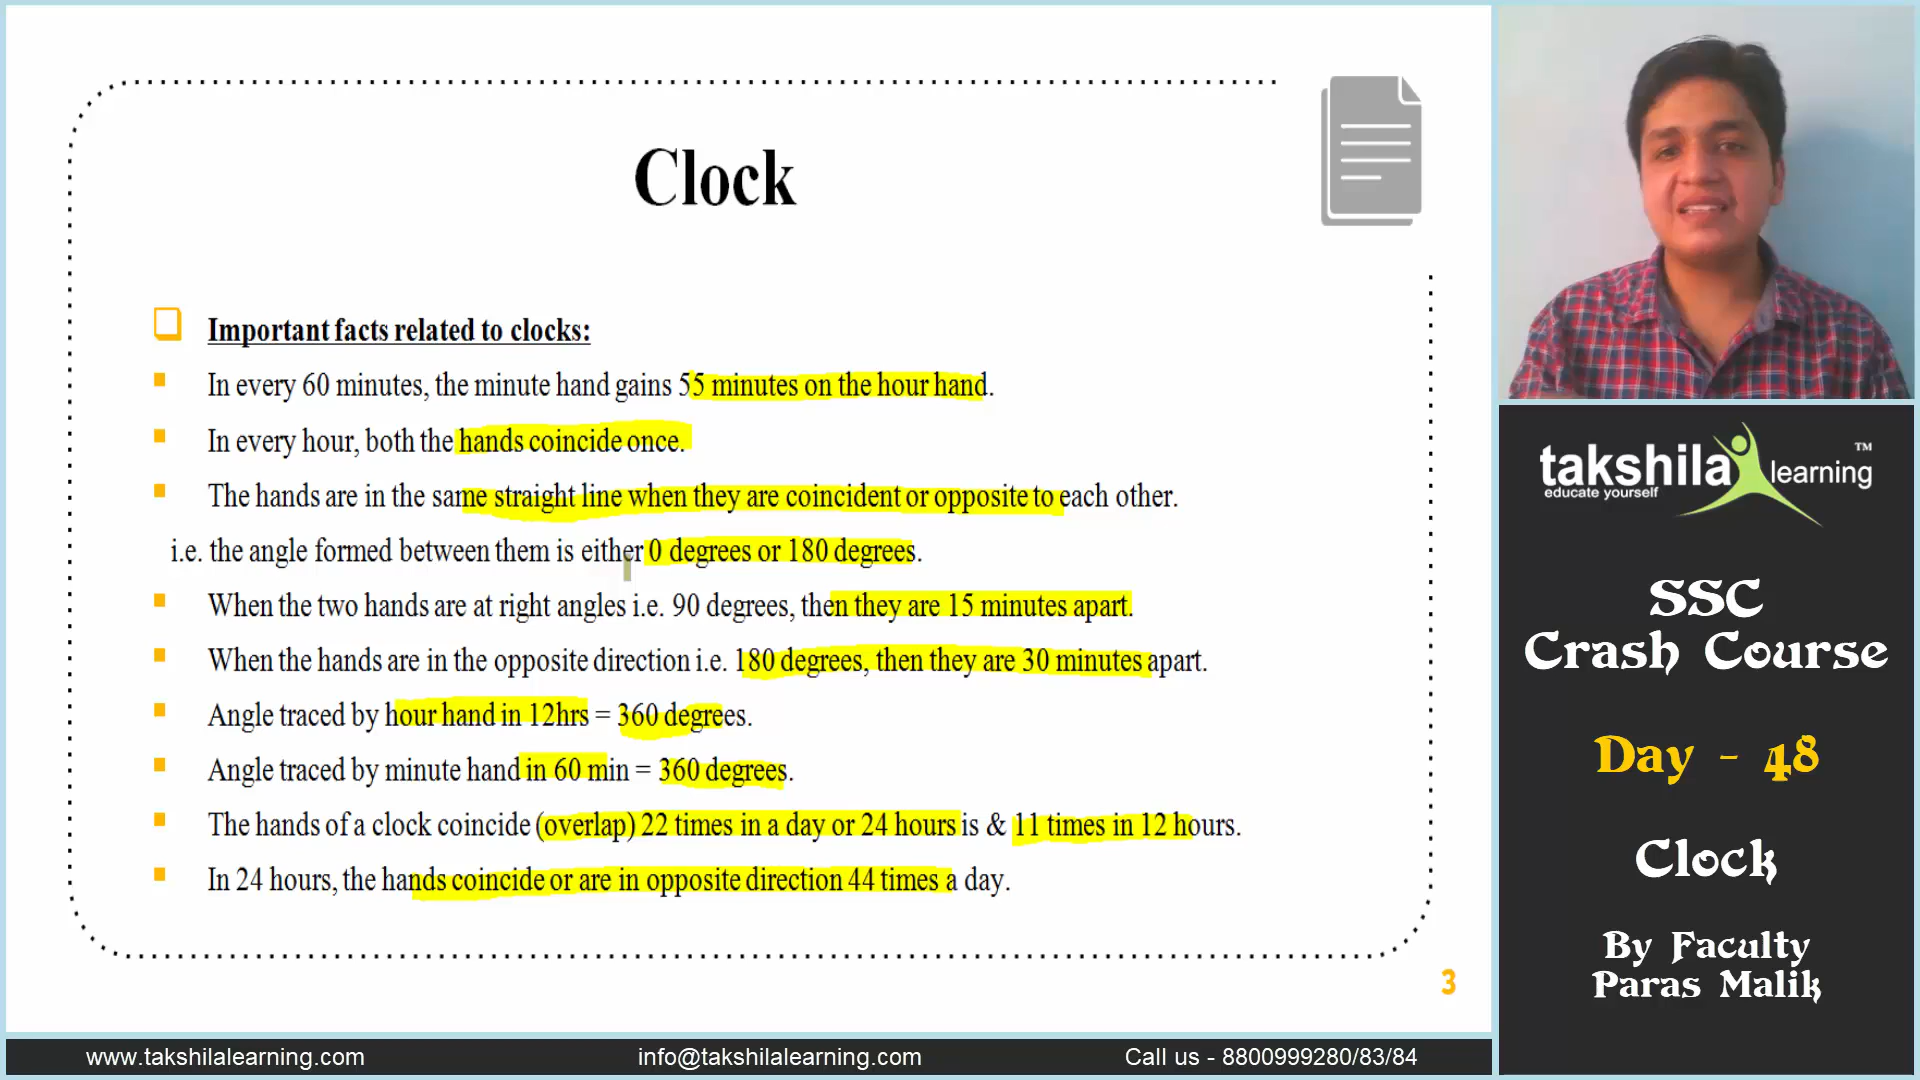 Clock
Important facts related to clocks:
In every 60 minutes, the minute hand gains 55 minutes on the hour hand.
In every hour, both the hands coincide once.
The hands are in the same straight line when they are coincident or opposite to each other.
i.e. the angle formed between them is either 0 degrees or 180 degrees.
When the two hands are at right angles i.e. 90 degrees, then they are 15 minutes apart.
When the hands are in the opposite direction i.e. 180 degrees, then they are 30 minutes apart.
Angle traced by hour hand in 12hrs = 360 degrees.
Angle traced by minute hand in 60 min = 360 degrees.
The hands of a clock coincide (overlap) 22 times in a day or 24 hours is & 11 times in 12 hours.
In 24 hours, the hands coincide or are in opposite direction 44 times a day.
3
takshila learning TM
educate yourself
SSC
Crash Course
Day - 48
Clock
By Faculty
Paras Malik
www.takshilalearning.com
info@takshilalearning.com
Call us - 8800999280/83/84